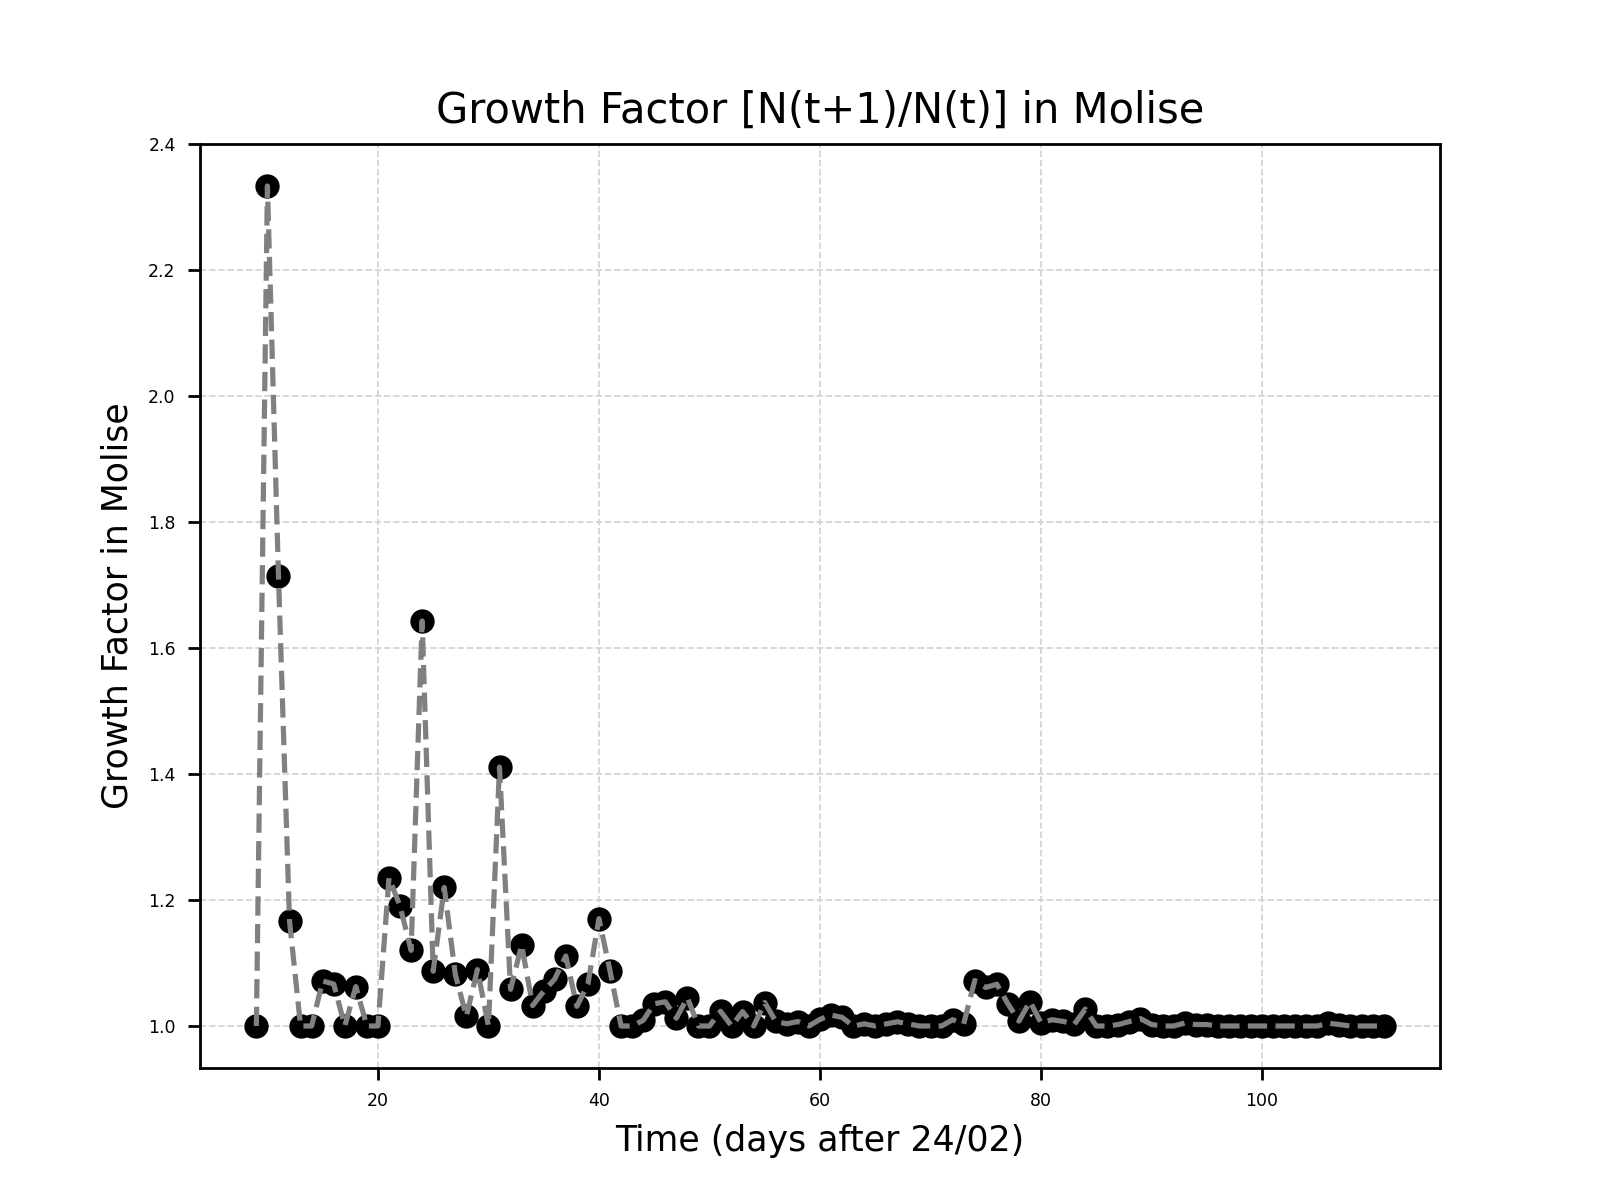 Growth Factor [N(t+1)/N(t)] in Molise
Growth Factor in Molise
2.4
2.2
2.0
1.8
1.6
1.4
1.2
1.0
20 40 60 80 100
Time (days after 24/02)